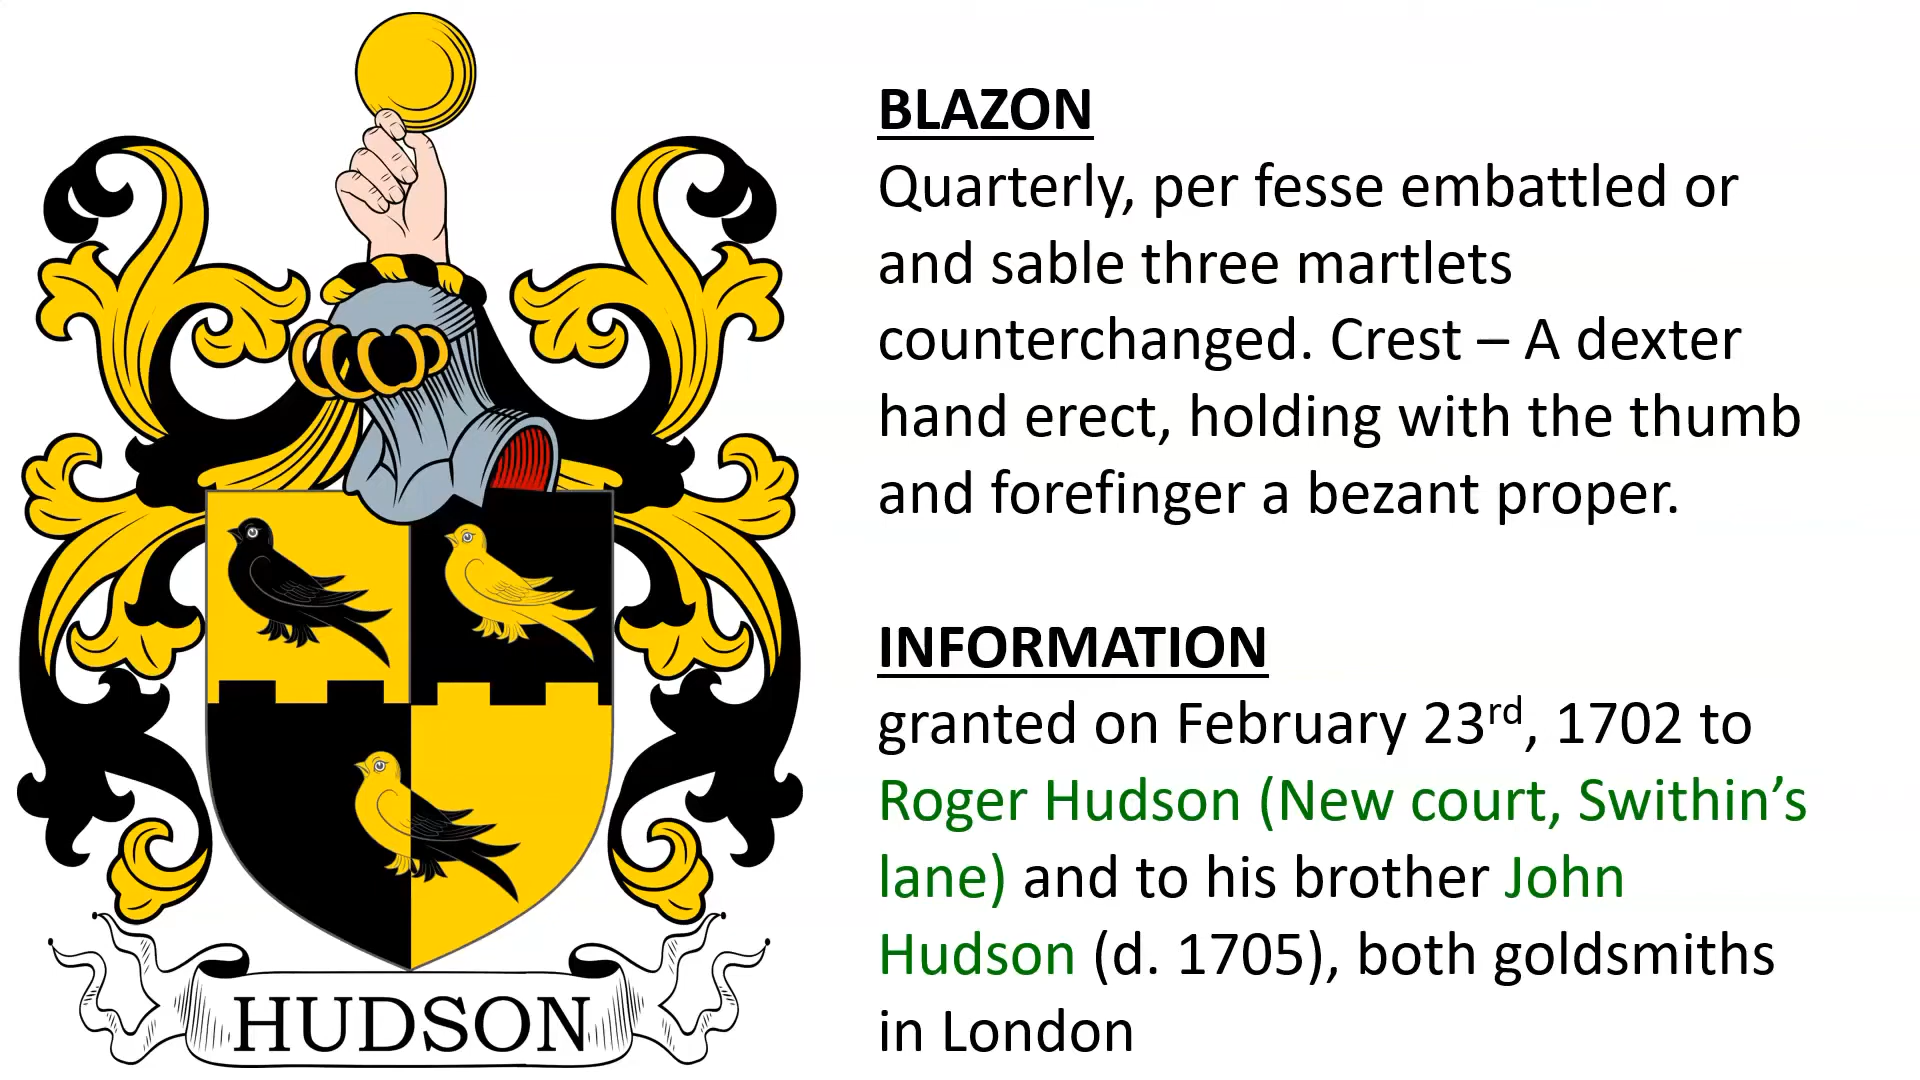 BLAZON
Quarterly, per fesse embattled or
and sable three martlets
counterchanged. Crest – A dexter
hand erect, holding with the thumb
and forefinger a bezant proper.
INFORMATION
granted on February 23rd, 1702 to
Roger Hudson (New court, Swithin’s
lane) and to his brother John
Hudson (d. 1705), both goldsmiths
in London
HUDSON